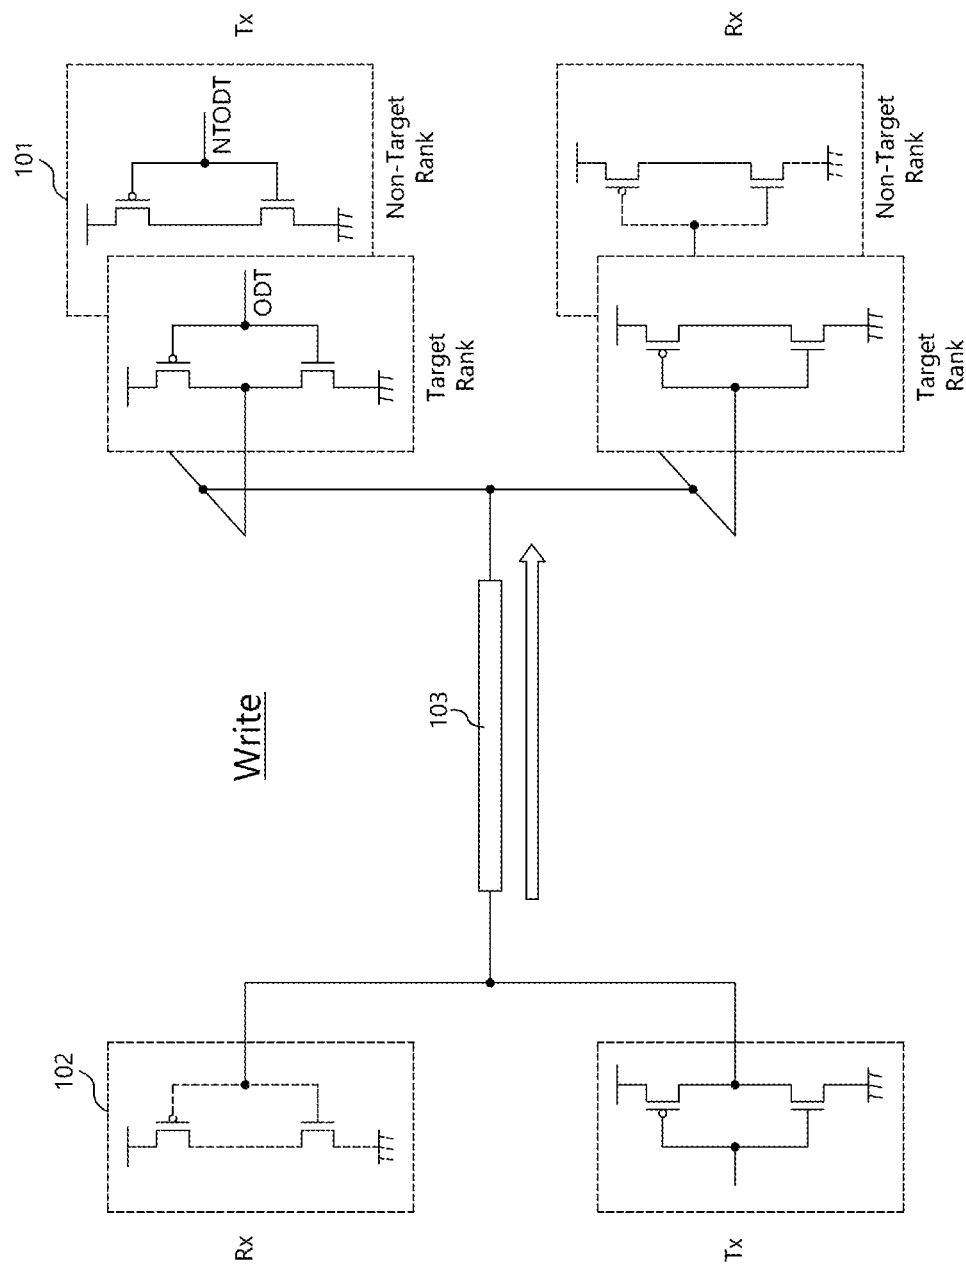 Tx
Rx
101
NTODT
Non-Target
Rank
Non-Target
Rank
ODT
Target
Rank
Target
Rank
Write
103
102
Rx
Tx